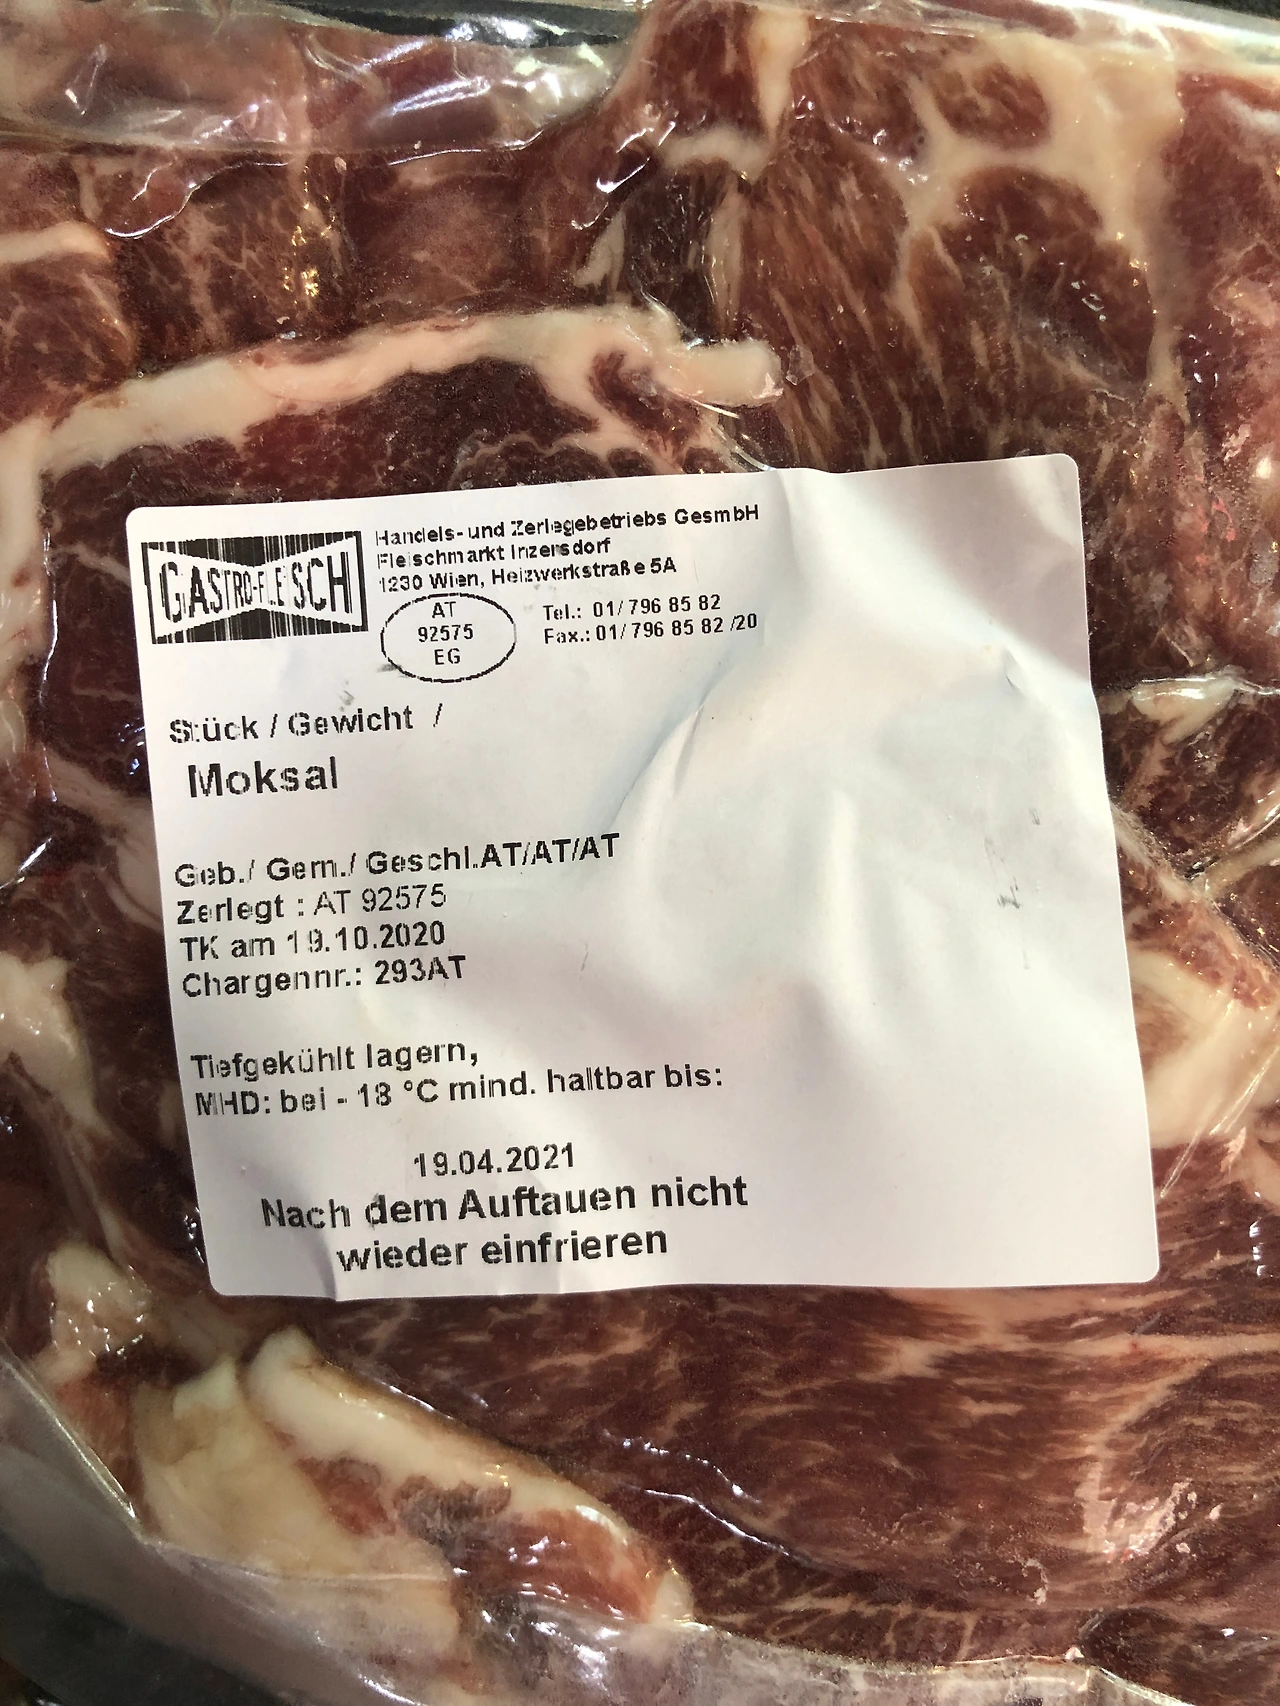 GASTRO-FLEISCH
Handels- und Zerlegebetriebs GesmbH
Fleischmarkt Inzersdorf
1230 Wien, Heizwerkstraße 5A
AT
92575
EG
Tel.: 01/ 796 85 82
Fax.: 01/ 796 85 82 /20
Stück / Gewicht /
Moksal
Geb./ Gem./ Geschl.AT/AT/AT
Zerlegt : AT 92575
TK am 19.10.2020
Chargennr.: 293AT
Tiefgekühlt lagern,
MHD: bei - 18 °C mind. haltbar bis:
19.04.2021
Nach dem Auftauen nicht
wieder einfrieren